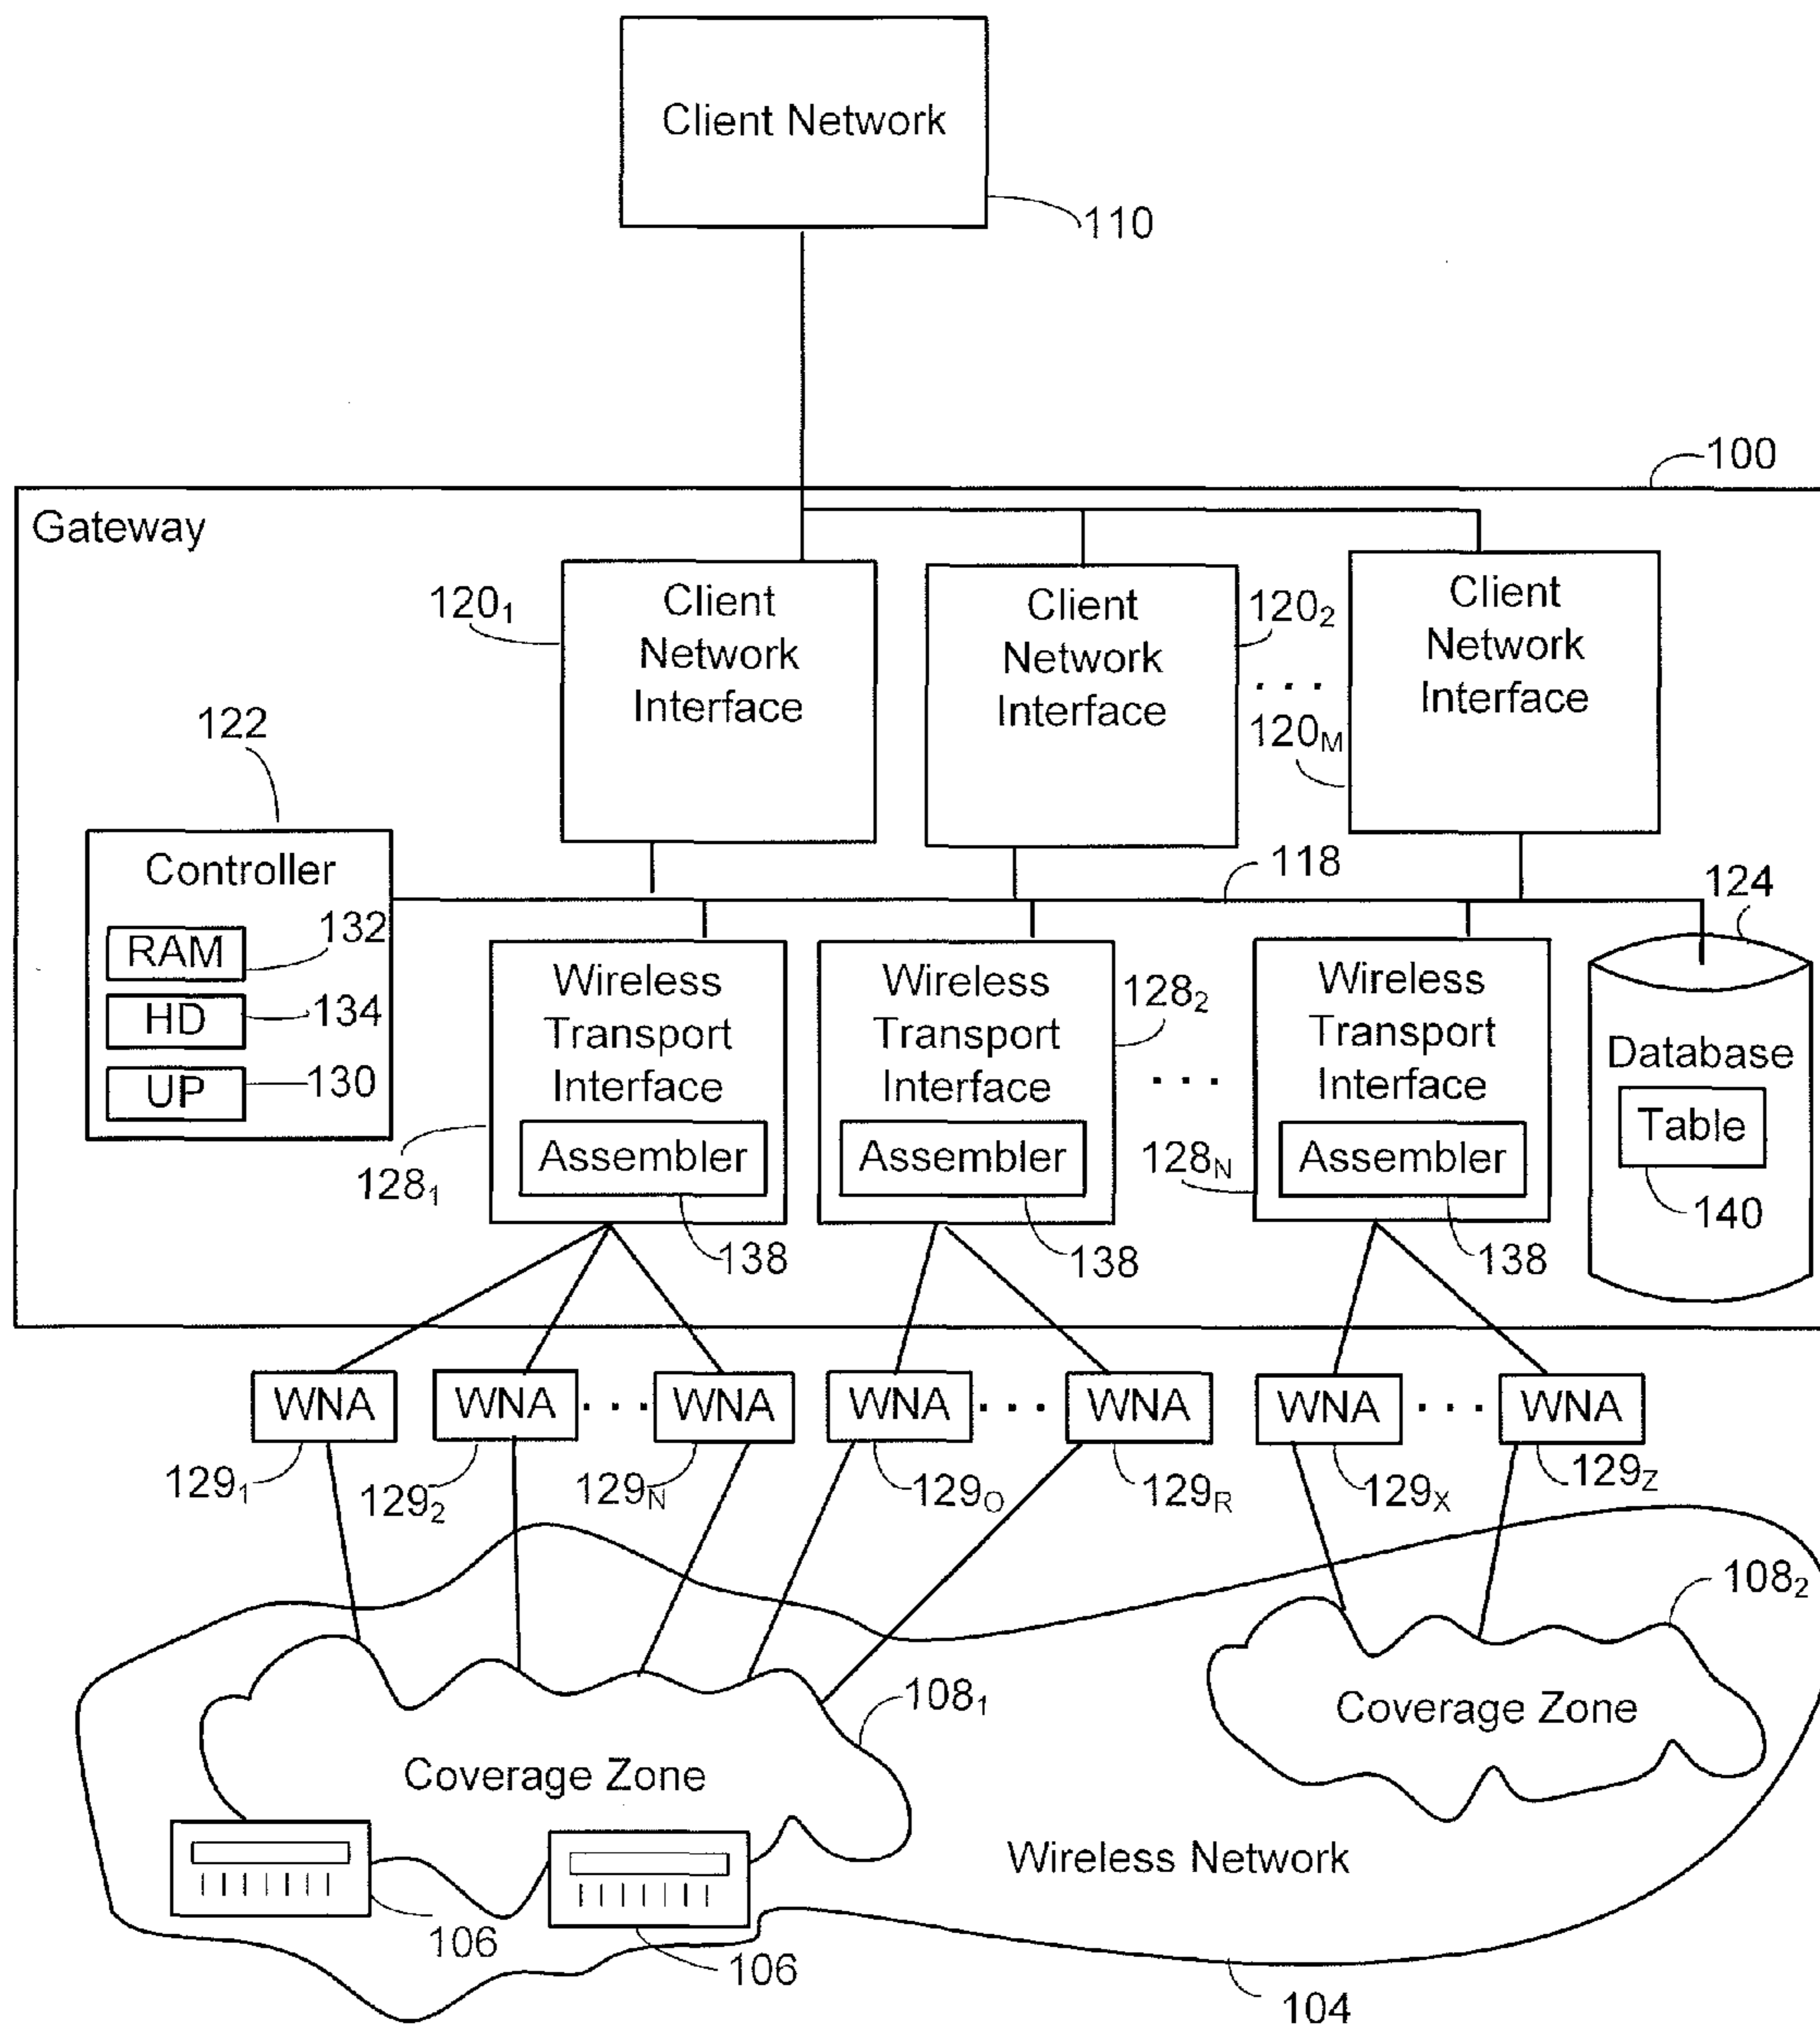 Client Network
110
100
Gateway
Client
Network
Interface
120₁
Client
Network
Interface
120₂
. . .
Client
Network
Interface
120M
122
Controller
RAM
132
HD
134
UP
130
118
124
Wireless
Transport
Interface
Assembler
128₁
138
Wireless
Transport
Interface
Assembler
128₂
138
. . .
Wireless
Transport
Interface
Assembler
128N
138
Database
Table
140
WNA
WNA
. . .
WNA
WNA
. . .
WNA
WNA
. . .
WNA
129₁
129₂
129N
129O
129R
129X
129Z
108₂
Coverage Zone
108₁
Coverage Zone
Wireless Network
106
106
104